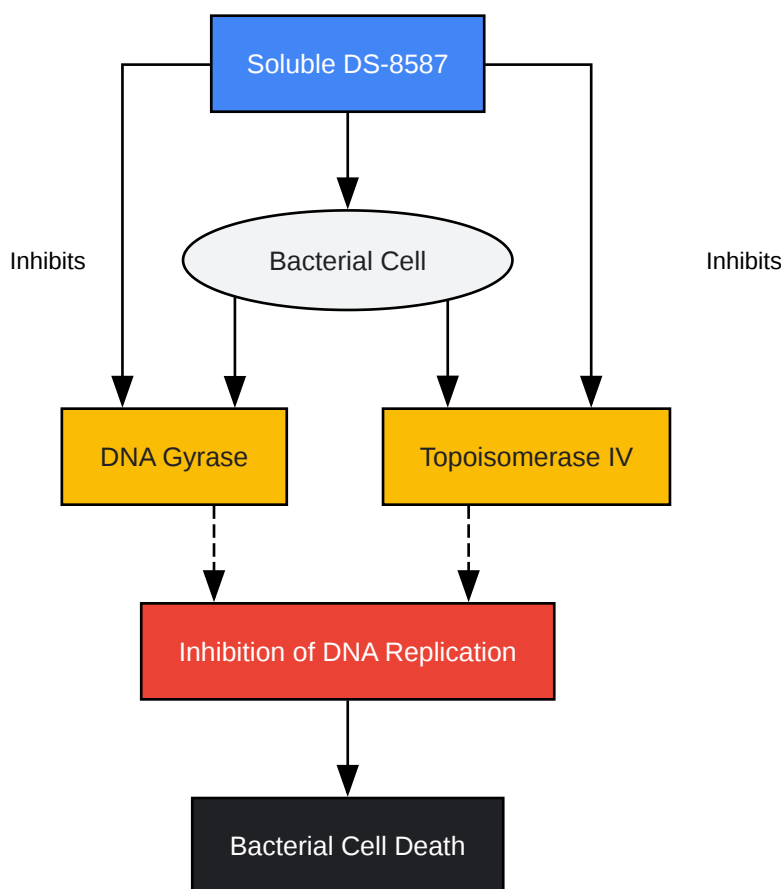 Soluble DS-8587
Bacterial Cell
Inhibits
Inhibits
DNA Gyrase
Topoisomerase IV
Inhibition of DNA Replication
Bacterial Cell Death